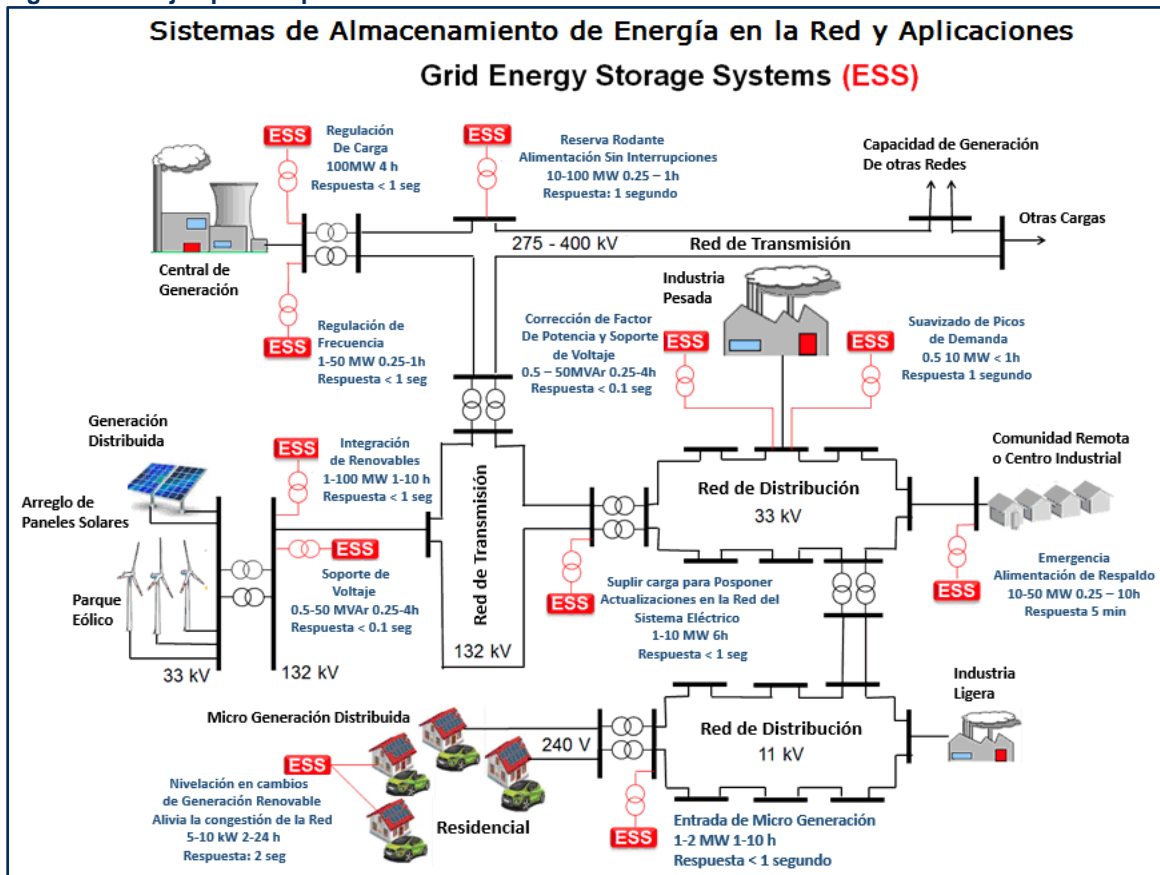 Sistemas de Almacenamiento de Energía en la Red y Aplicaciones
Grid Energy Storage Systems (ESS)
ESS
Regulación
De Carga
100MW 4 h
Respuesta < 1 seg
ESS
Reserva Rodante
Alimentación Sin Interrupciones
10-100 MW 0.25 – 1h
Respuesta: 1 segundo
Capacidad de Generación
De otras Redes
Otras Cargas
275 - 400 kV
Red de Transmisión
Central de
Generación
ESS
Regulación de
Frecuencia
1-50 MW 0.25-1h
Respuesta < 1 seg
Industria
Pesada
Corrección de Factor
De Potencia y Soporte
de Voltaje
0.5 – 50MVAr 0.25-4h
Respuesta < 0.1 seg
ESS
ESS
Suavizado de Picos
de Demanda
0.5 10 MW < 1h
Respuesta 1 segundo
Generación
Distribuida
Arreglo de
Paneles Solares
Parque
Eólico
33 kV
132 kV
ESS
Integración
de Renovables
1-100 MW 1-10 h
Respuesta < 1 seg
ESS
Soporte de
Voltaje
0.5-50 MVAr 0.25-4h
Respuesta < 0.1 seg
Red de Transmisión
132 kV
Red de Distribución
33 kV
ESS
Suplir carga para Posponer
Actualizaciones en la Red del
Sistema Eléctrico
1-10 MW 6h
Respuesta < 1 seg
Comunidad Remota
o Centro Industrial
ESS
Emergencia
Alimentación de Respaldo
10-50 MW 0.25 – 10h
Respuesta 5 min
Micro Generación Distribuida
ESS
Nivelación en cambios
de Generación Renovable
Alivia la congestión de la Red
5-10 kW 2-24 h
Respuesta: 2 seg
Residencial
240 V
Red de Distribución
11 kV
Industria
Ligera
ESS
Entrada de Micro Generación
1-2 MW 1-10 h
Respuesta < 1 segundo